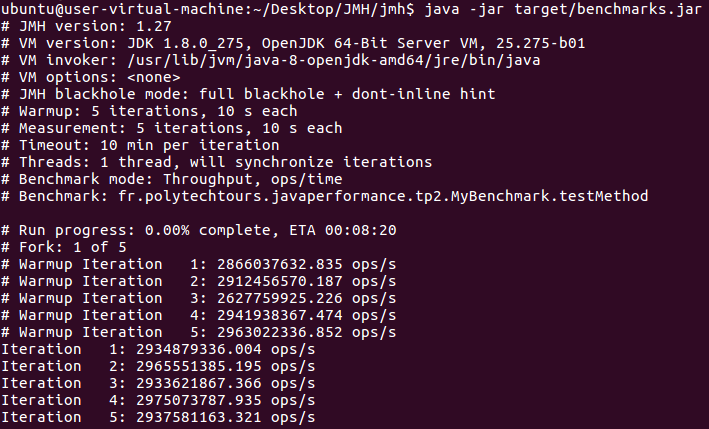 ubuntu@user-virtual-machine:~/Desktop/JMH/jmh$ java -jar target/benchmarks.jar
# JMH version: 1.27
# VM version: JDK 1.8.0_275, OpenJDK 64-Bit Server VM, 25.275-b01
# VM invoker: /usr/lib/jvm/java-8-openjdk-amd64/jre/bin/java
# VM options: <none>
# JMH blackhole mode: full blackhole + dont-inline hint
# Warmup: 5 iterations, 10 s each
# Measurement: 5 iterations, 10 s each
# Timeout: 10 min per iteration
# Threads: 1 thread, will synchronize iterations
# Benchmark mode: Throughput, ops/time
# Benchmark: fr.polytechtours.javaperformance.tp2.MyBenchmark.testMethod

# Run progress: 0.00% complete, ETA 00:08:20
# Fork: 1 of 5
# Warmup Iteration   1: 2866037632.835 ops/s
# Warmup Iteration   2: 2912456570.187 ops/s
# Warmup Iteration   3: 2627759925.226 ops/s
# Warmup Iteration   4: 2941938367.474 ops/s
# Warmup Iteration   5: 2963022336.852 ops/s
Iteration   1: 2934879336.004 ops/s
Iteration   2: 2965551385.195 ops/s
Iteration   3: 2933621867.366 ops/s
Iteration   4: 2975073787.935 ops/s
Iteration   5: 2937581163.321 ops/s